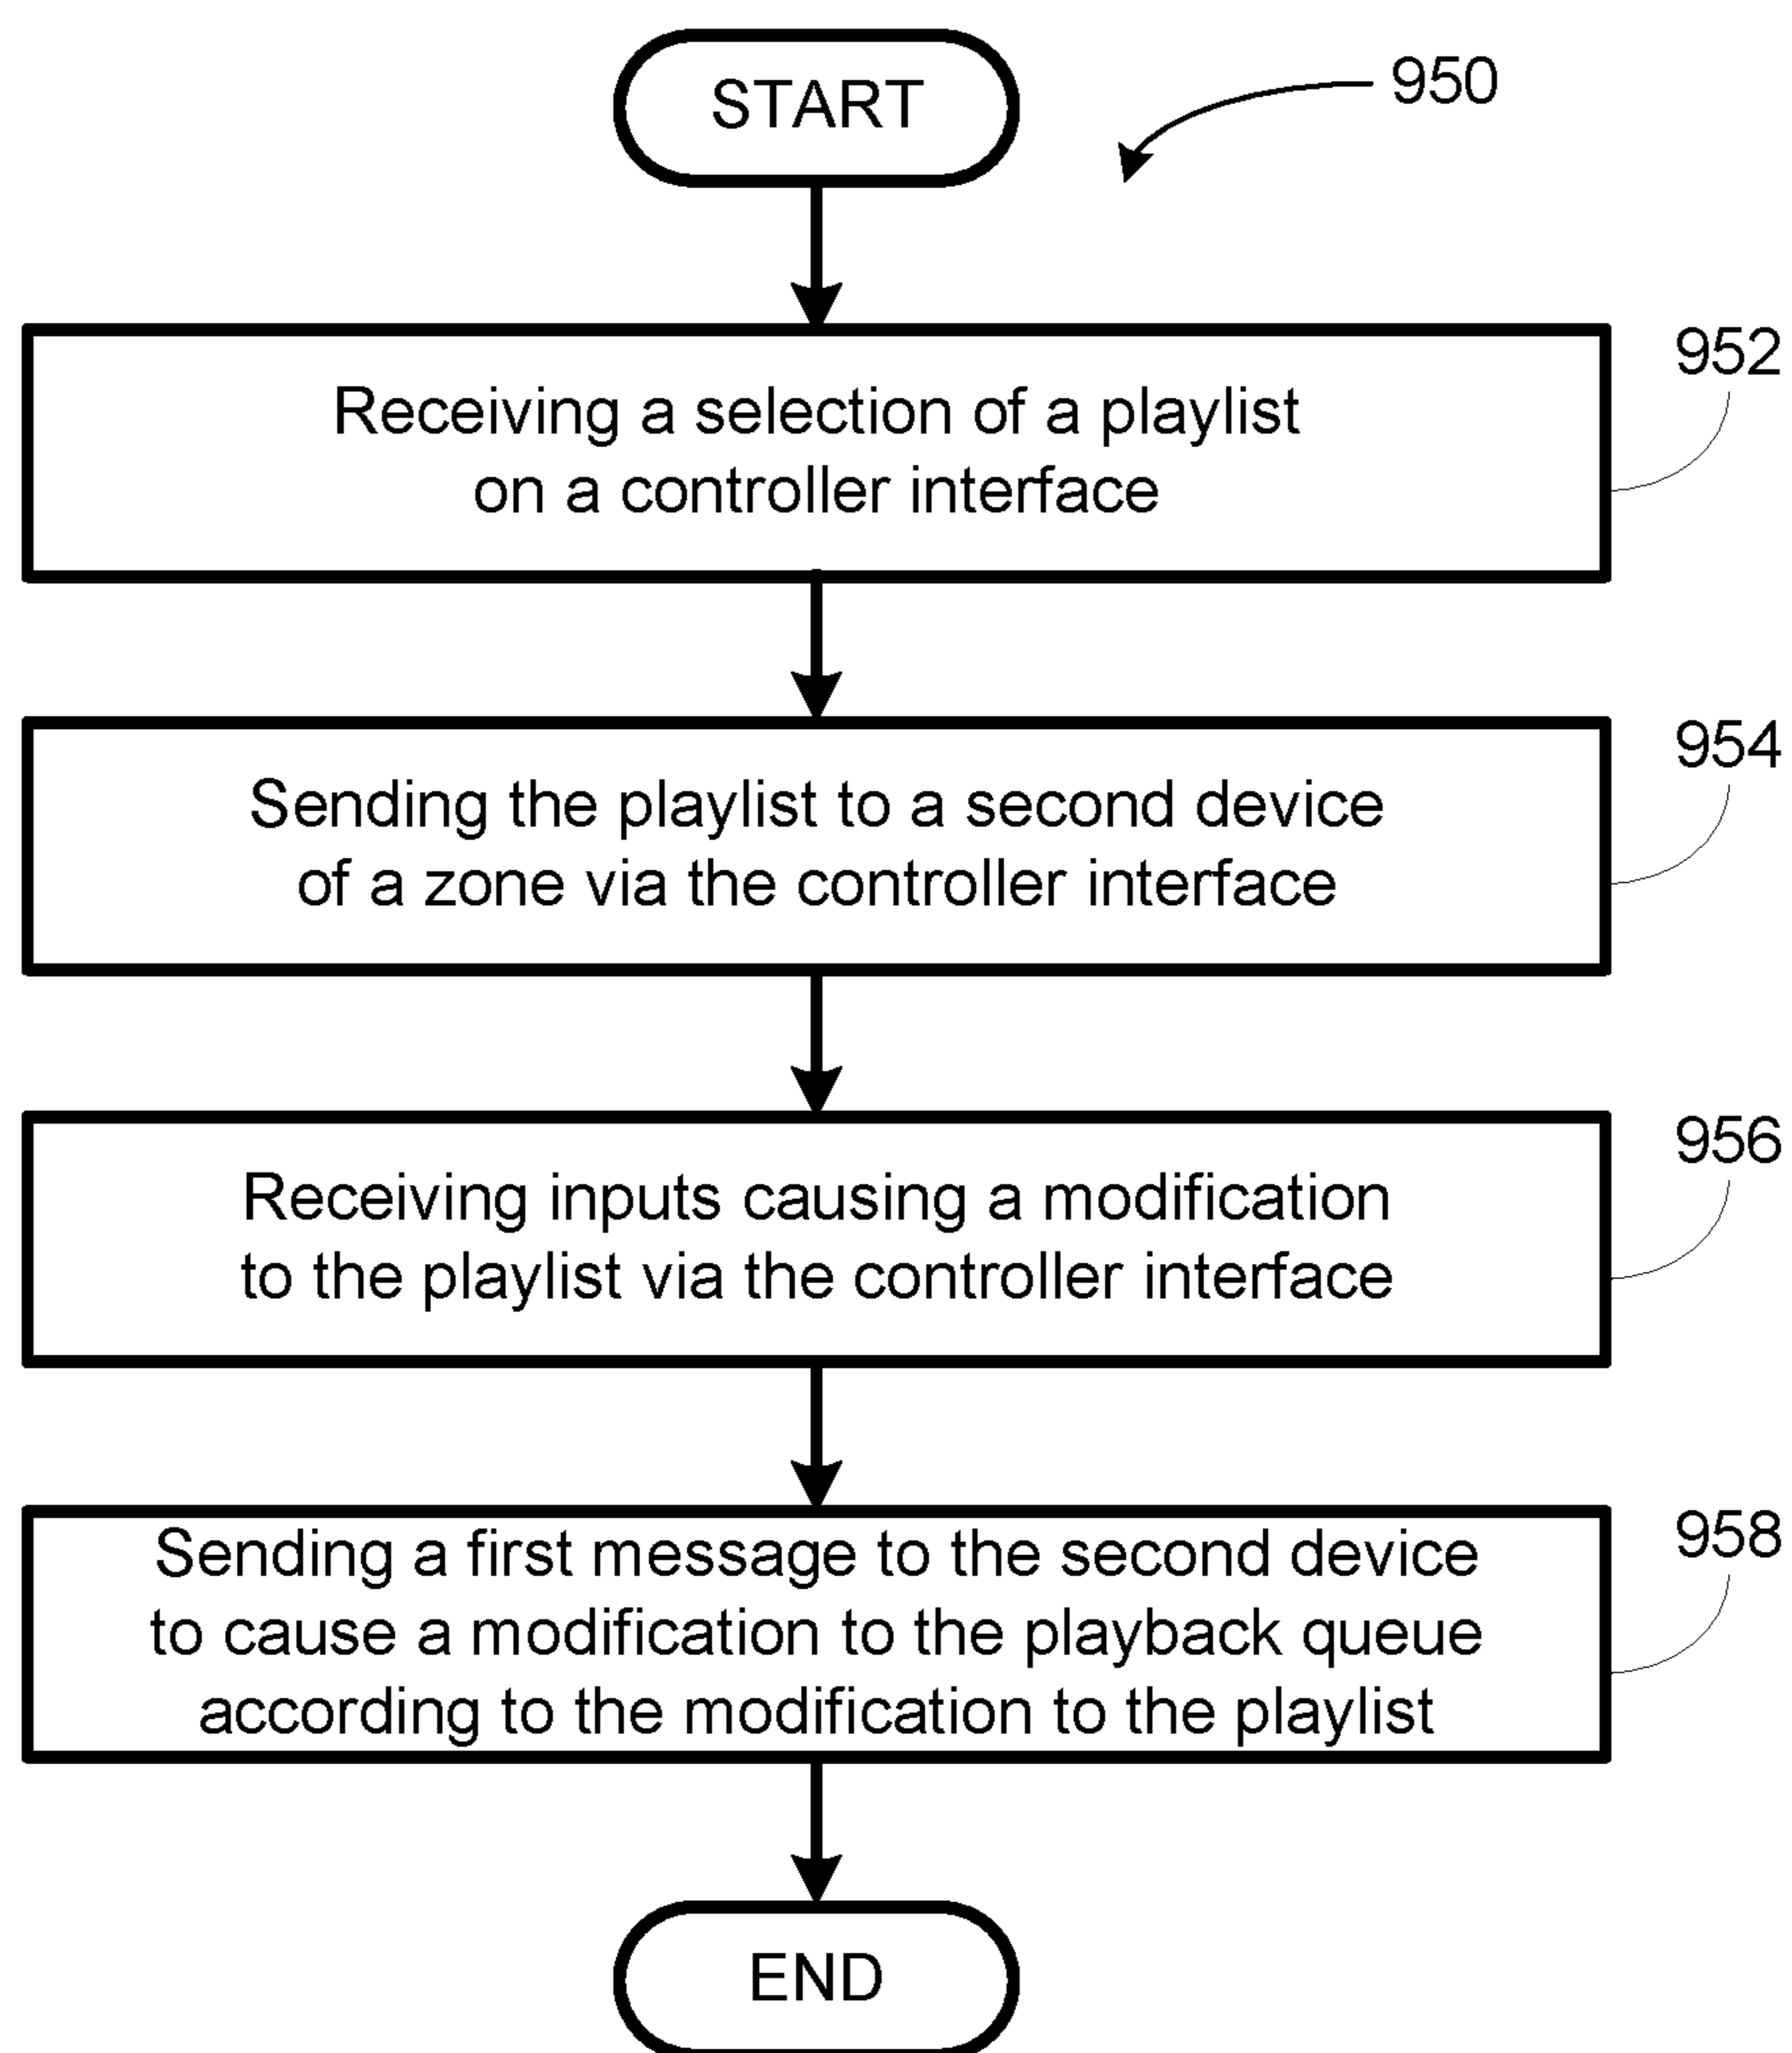 START
950
952
Receiving a selection of a playlist
on a controller interface
954
Sending the playlist to a second device
of a zone via the controller interface
956
Receiving inputs causing a modification
to the playlist via the controller interface
958
Sending a first message to the second device
to cause a modification to the playback queue
according to the modification to the playlist
END